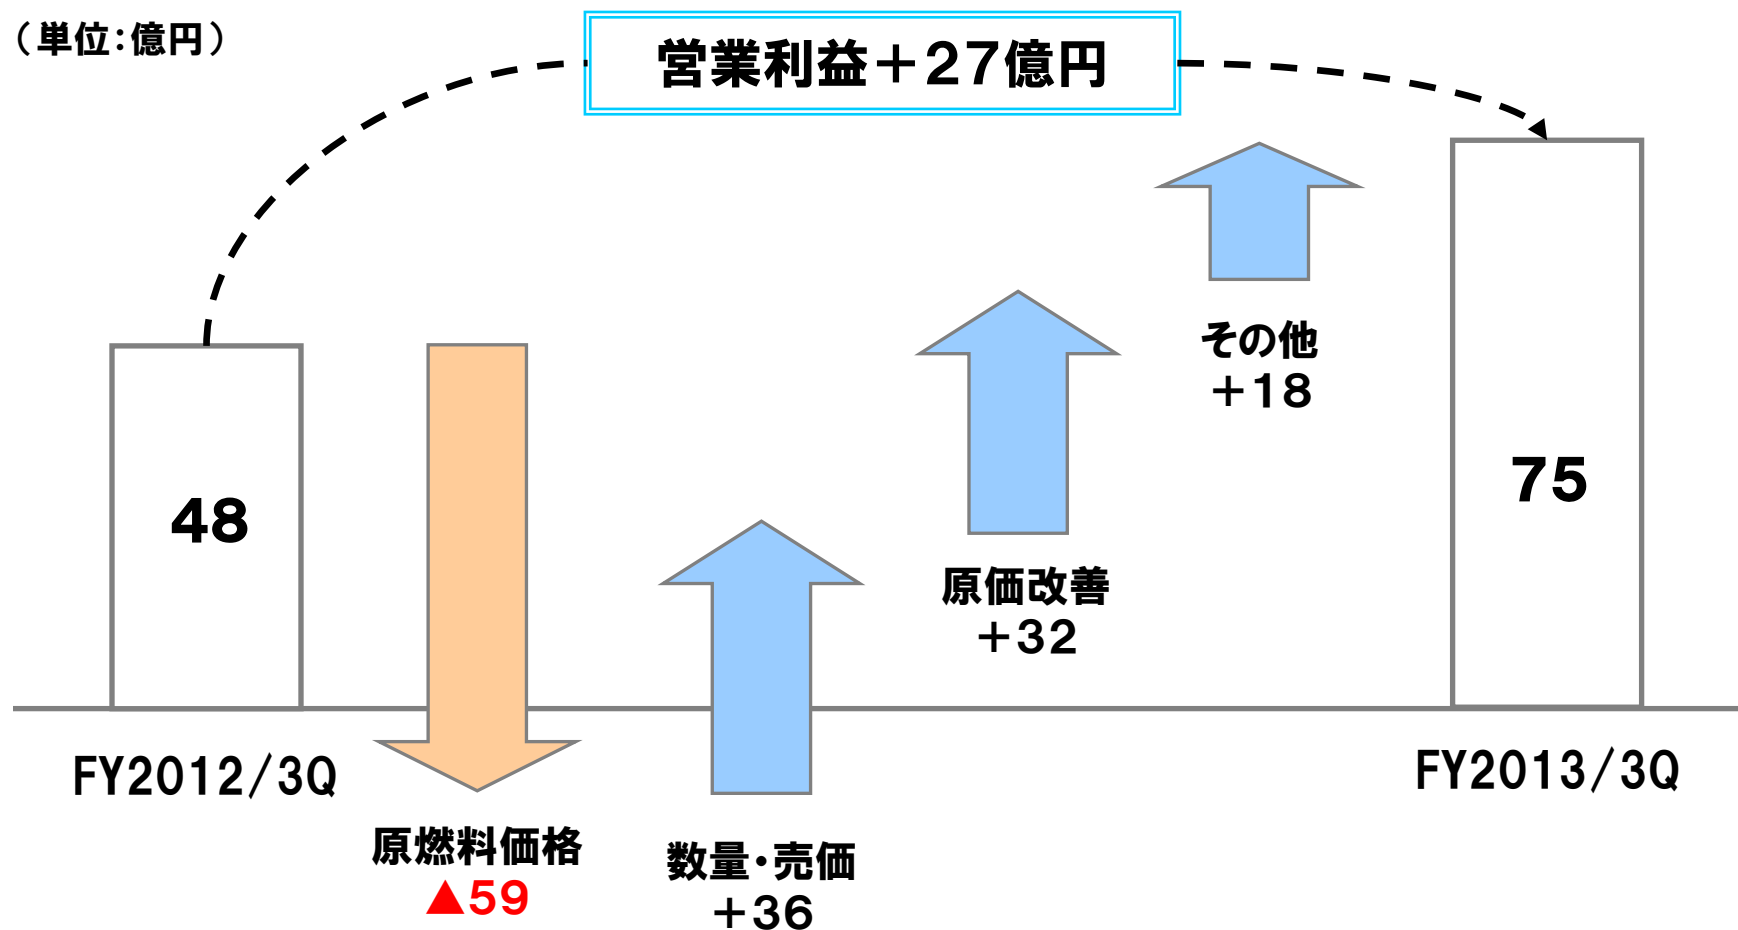 （単位：億円）
営業利益＋２７億円
その他
＋１８
７５
４８
原価改善
＋３２
FY2012/3Q
FY2013/3Q
原燃料価格
▲５９
数量・売価
＋３６